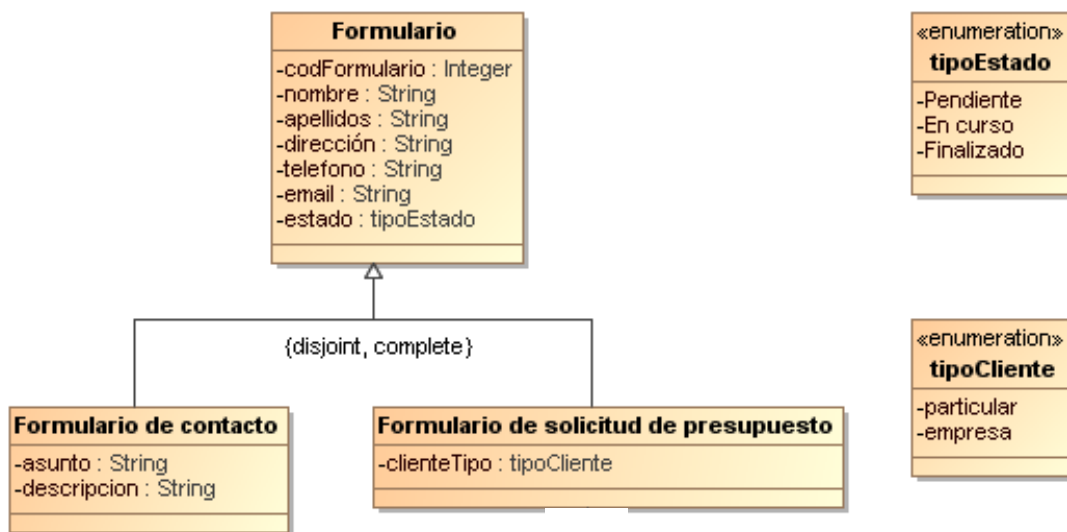 Formulario
-codFormulario : Integer
-nombre : String
-apellidos : String
-dirección : String
-telefono : String
-email : String
-estado : tipoEstado
«enumeration»
tipoEstado
-Pendiente
-En curso
-Finalizado
{disjoint, complete}
«enumeration»
tipoCliente
-particular
-empresa
Formulario de contacto
-asunto : String
-descripcion : String
Formulario de solicitud de presupuesto
-clienteTipo : tipoCliente